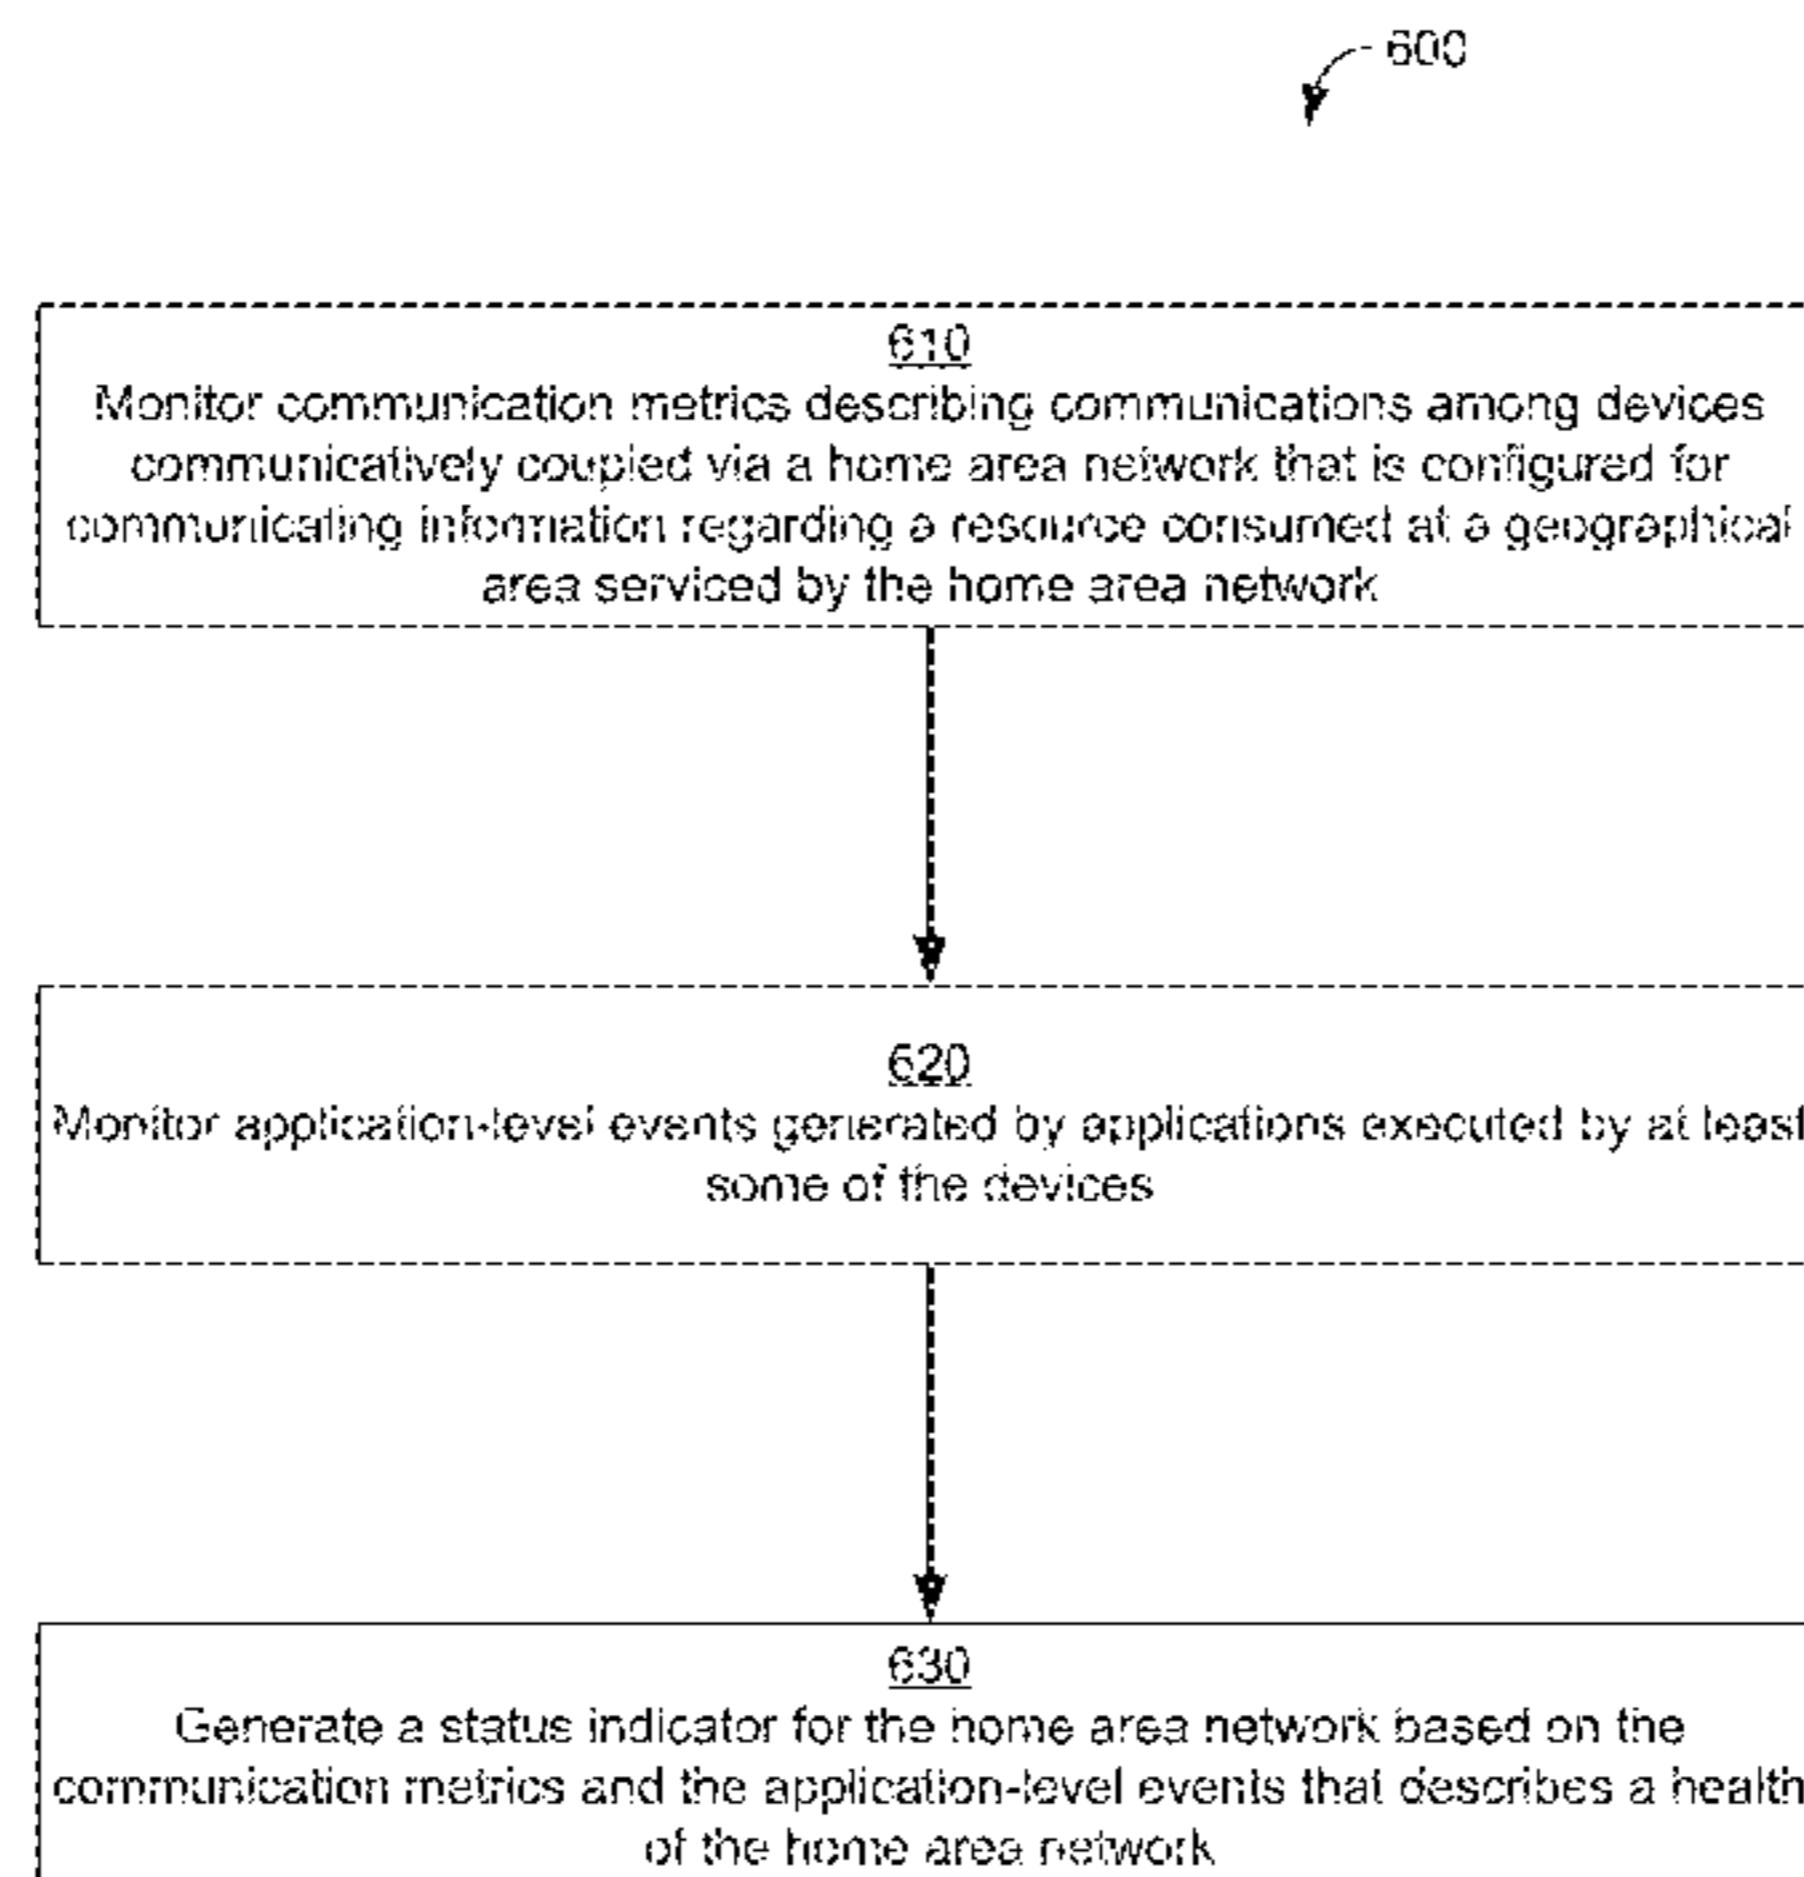 600
610
Monitor communication metrics describing communications among devices
communicatively coupled via a home area network that is configured for
communicating information regarding a resource consumed at a geographical
area serviced by the home area network
620
Monitor application-level events generated by applications executed by at least
some of the devices
630
Generate a status indicator for the home area network based on the
communication metrics and the application-level events that describes a health
of the home area network